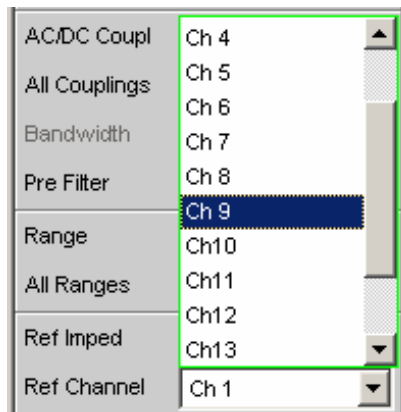 AC/DC Coupl
All Couplings
Bandwidth
Pre Filter
Range
All Ranges
Ref Imped
Ref Channel
Ch 4
Ch 5
Ch 6
Ch 7
Ch 8
Ch 9
Ch10
Ch11
Ch12
Ch13
Ch 1